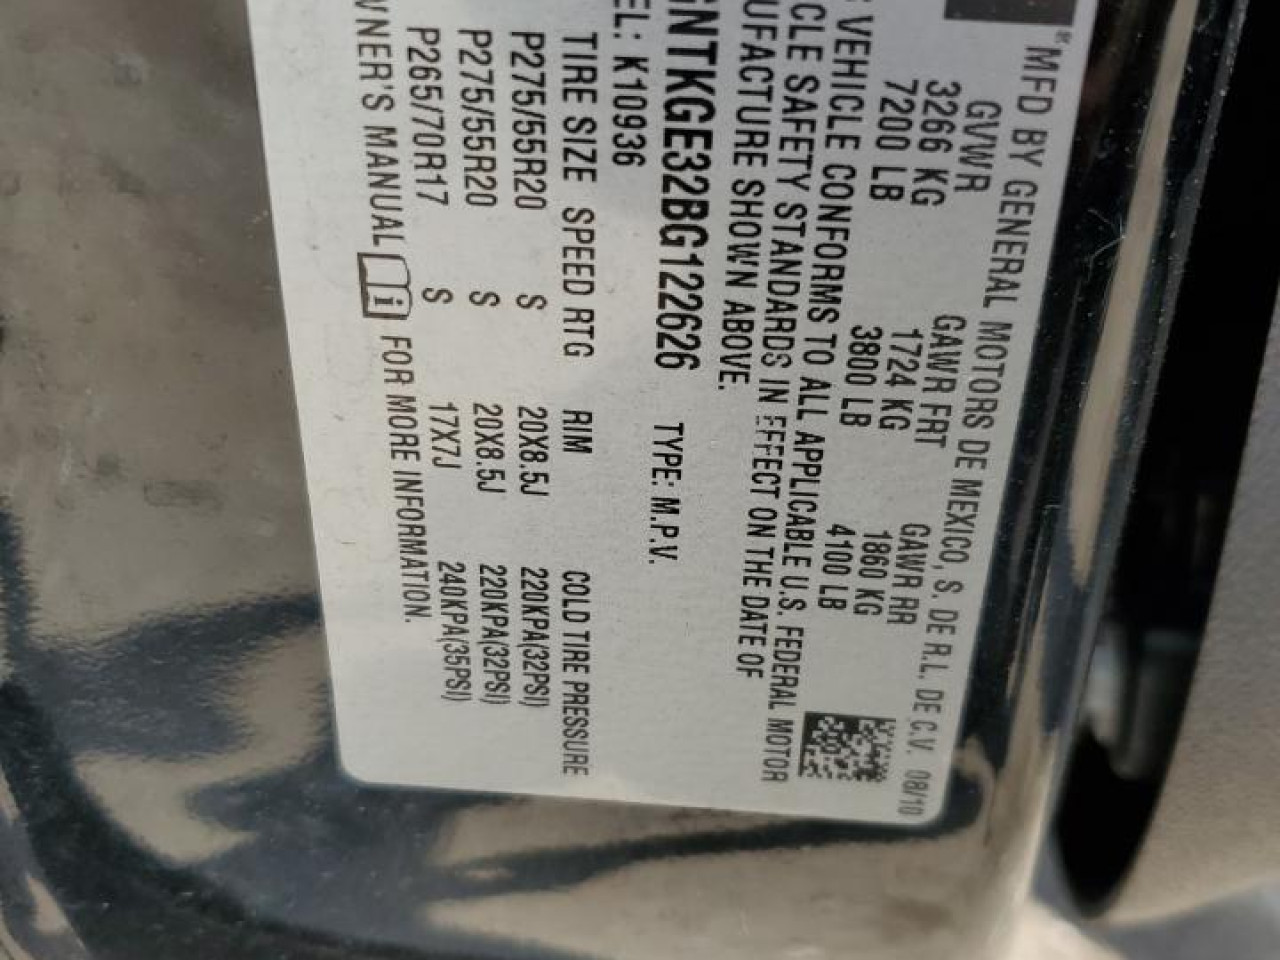 MFD BY GENERAL MOTORS DE MEXICO, S. DE R.L. DE C.V. 08/10
GVWR GAWR FRT GAWR RR
3266 KG 1724 KG 1860 KG
7200 LB 3800 LB 4100 LB
VEHICLE CONFORMS TO ALL APPLICABLE U.S. FEDERAL MOTOR
CLE SAFETY STANDARDS IN EFFECT ON THE DATE OF
UFACTURE SHOWN ABOVE.
GNTKGE32BG122626 TYPE: M.P.V.
EL: K10936
TIRE SIZE SPEED RTG RIM COLD TIRE PRESSURE
P275/55R20 S 20X8.5J 220KPA(32PSI)
P275/55R20 S 20X8.5J 220KPA(32PSI)
P265/70R17 S 17X7J 240KPA(35PSI)
WNER'S MANUAL i FOR MORE INFORMATION.